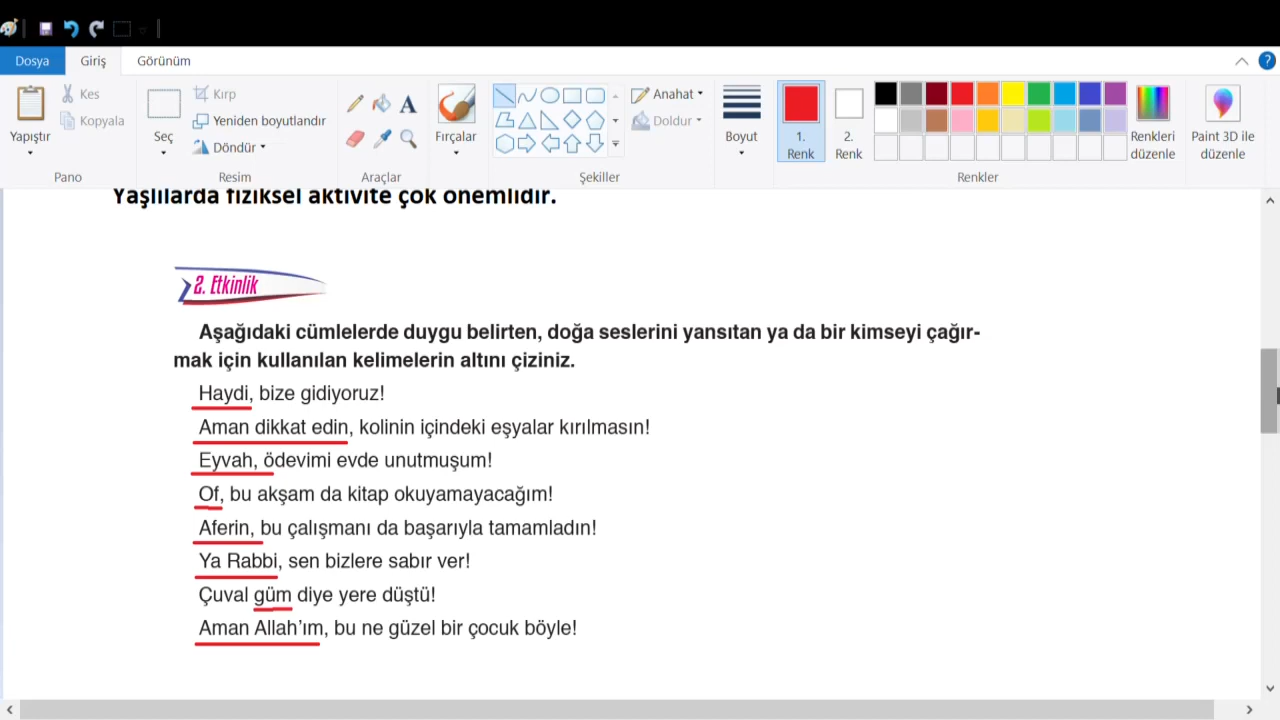 Dosya Giriş Görünüm
Yapıştır
Kes
Kopyala
Pano
Seç
Kırp
Yeniden boyutlandır
Döndür
Resim
A
Araçlar
Fırçalar
Şekiller
Anahat
Doldur
Boyut
1. Renk
2. Renk
Renkleri düzenle
Renkler
Paint 3D ile düzenle
Yaşlılarda fiziksel aktivite çok önemlidir.
2. Etkinlik
Aşağıdaki cümlelerde duygu belirten, doğa seslerini yansıtan ya da bir kimseyi çağır-
mak için kullanılan kelimelerin altını çiziniz.
Haydi, bize gidiyoruz!
Aman dikkat edin, kolinin içindeki eşyalar kırılmasın!
Eyvah, ödevimi evde unutmuşum!
Of, bu akşam da kitap okuyamayacağım!
Aferin, bu çalışmanı da başarıyla tamamladın!
Ya Rabbi, sen bizlere sabır ver!
Çuval güm diye yere düştü!
Aman Allah’ım, bu ne güzel bir çocuk böyle!